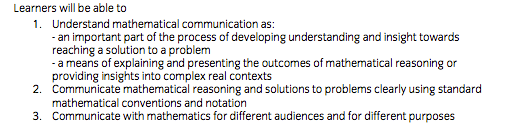 Learners will be able to
1. Understand mathematical communication as:
- an important part of the process of developing understanding and insight towards
reaching a solution to a problem
- a means of explaining and presenting the outcomes of mathematical reasoning or
providing insights into complex real contexts
2. Communicate mathematical reasoning and solutions to problems clearly using standard
mathematical conventions and notation
3. Communicate with mathematics for different audiences and for different purposes